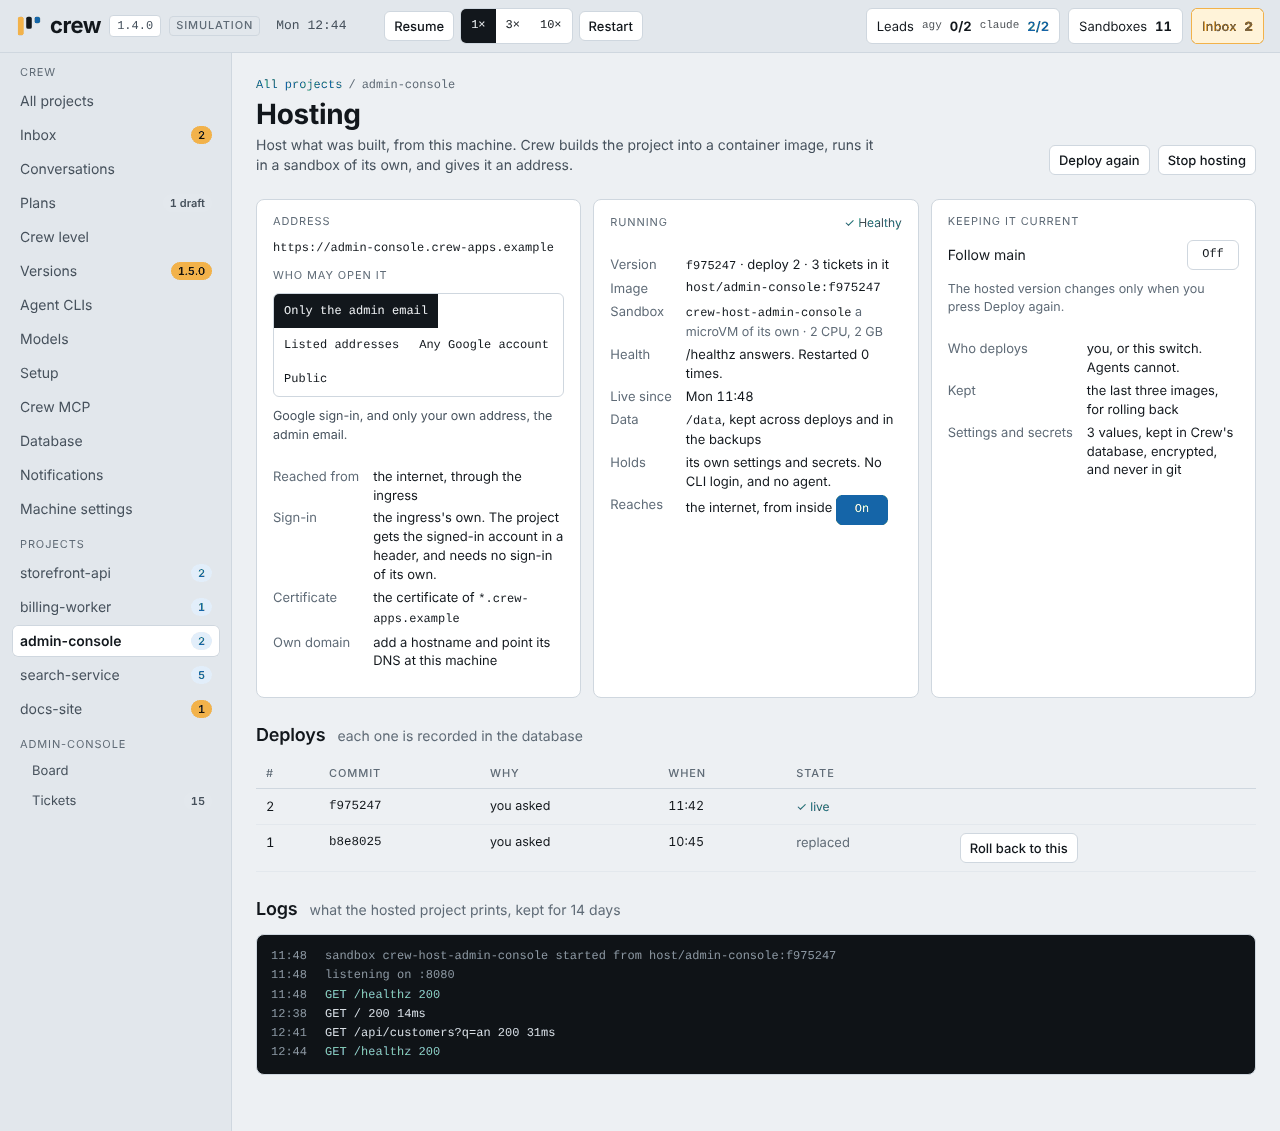 crew 1.4.0 SIMULATION Mon 12:44 Resume 1× 3× 10× Restart Leads agy 0/2 claude 2/2 Sandboxes 11 Inbox 2
CREW
All projects
Inbox 2
Conversations
Plans 1 draft
Crew level
Versions 1.5.0
Agent CLIs
Models
Setup
Crew MCP
Database
Notifications
Machine settings
PROJECTS
storefront-api 2
billing-worker 1
admin-console 2
search-service 5
docs-site 1
ADMIN-CONSOLE
Board
Tickets 15
All projects / admin-console
Hosting
Host what was built, from this machine. Crew builds the project into a container image, runs it
in a sandbox of its own, and gives it an address.
Deploy again Stop hosting
ADDRESS
https://admin-console.crew-apps.example
WHO MAY OPEN IT
Only the admin email
Listed addresses Any Google account
Public
Google sign-in, and only your own address, the
admin email.
Reached from the internet, through the
ingress
Sign-in the ingress's own. The project
gets the signed-in account in a
header, and needs no sign-in
of its own.
Certificate the certificate of *.crew-
apps.example
Own domain add a hostname and point its
DNS at this machine
RUNNING ✓ Healthy
Version f975247 · deploy 2 · 3 tickets in it
Image host/admin-console:f975247
Sandbox crew-host-admin-console a
microVM of its own · 2 CPU, 2 GB
Health /healthz answers. Restarted 0
times.
Live since Mon 11:48
Data /data, kept across deploys and in
the backups
Holds its own settings and secrets. No
CLI login, and no agent.
Reaches the internet, from inside On
KEEPING IT CURRENT
Follow main Off
The hosted version changes only when you
press Deploy again.
Who deploys you, or this switch.
Agents cannot.
Kept the last three images,
for rolling back
Settings and secrets 3 values, kept in Crew's
database, encrypted,
and never in git
Deploys each one is recorded in the database
# COMMIT WHY WHEN STATE
2 f975247 you asked 11:42 ✓ live
1 b8e8025 you asked 10:45 replaced Roll back to this
Logs what the hosted project prints, kept for 14 days
11:48 sandbox crew-host-admin-console started from host/admin-console:f975247
11:48 listening on :8080
11:48 GET /healthz 200
12:38 GET / 200 14ms
12:41 GET /api/customers?q=an 200 31ms
12:44 GET /healthz 200